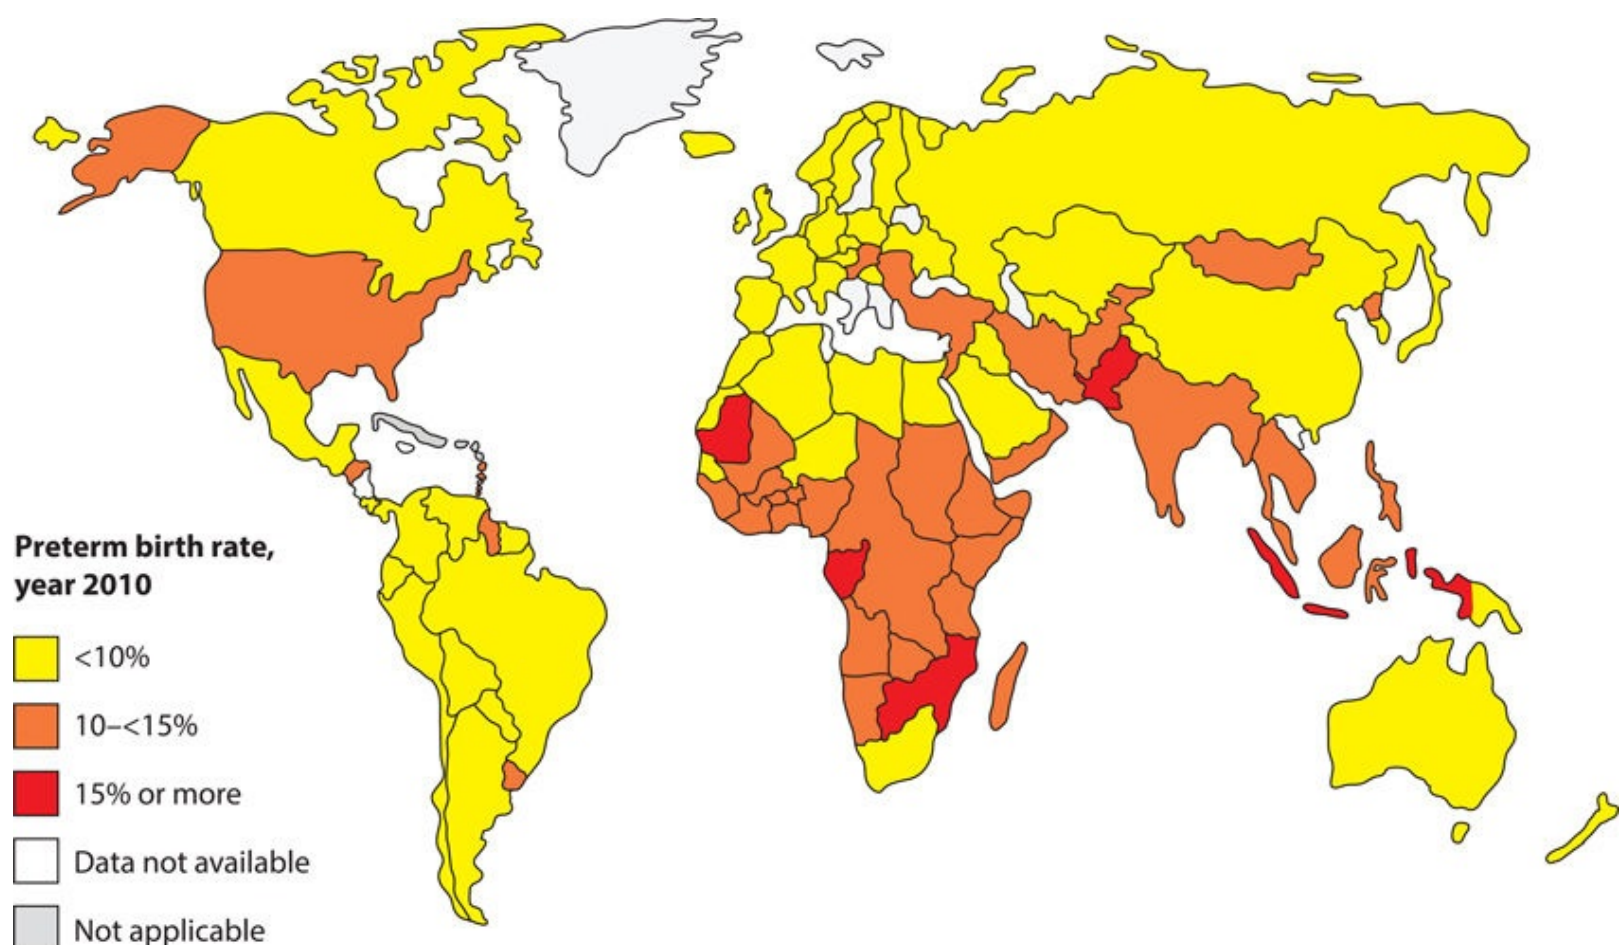 Preterm birth rate,
year 2010
<10%
10–<15%
15% or more
Data not available
Not applicable